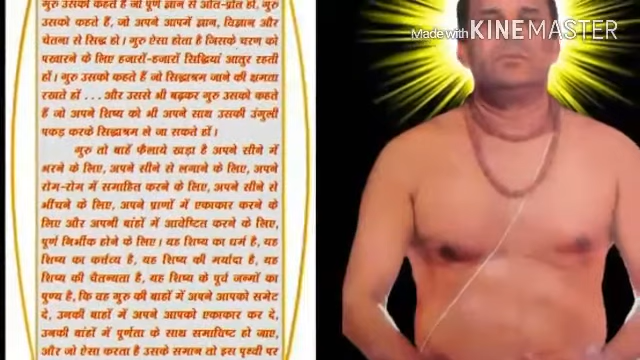 गुरु उसको कहते हैं जो पूर्ण ज्ञान से ओत-प्रोत हो, गुरु
उसको कहते हैं, जो अपने आपमें ज्ञान, विज्ञान और
चेतना से सिद्ध हो। गुरु ऐसा होता है जिसके चरण को
पखारने के लिए हजारों-हजारों सिद्धियां आतुर रहती
हों। गुरु उसको कहते हैं जो सिद्धाश्रम जाने की क्षमता
रखते हों . . . और उससे भी बढ़कर गुरु उसको कहते
हैं जो अपने शिष्य को भी अपने साथ उसकी उंगुली
पकड़ करके सिद्धाश्रम ले जा सकते हों।
गुरु तो बाहें फैलाये खड़ा है अपने सीने में
भरने के लिए, अपने सीने से लगाने के लिए, अपने
रोम-रोम में समाहित करने के लिए, अपने सीने से
भींचने के लिए, अपने प्राणों में एकाकार करने के
लिए और अपनी बांहों में आवेष्टित करने के लिए,
पूर्ण निर्भीक होने के लिए। यह शिष्य का धर्म है, यह
शिष्य का कर्त्तव्य है, यह शिष्य की मर्यादा है, यह
शिष्य की चैतन्यता है, यह शिष्य के पूर्व जन्मों का
पुण्य है, कि वह गुरु की बाहों में अपने आपको समेट
दे, उनकी बाहों में अपने आपको एकाकार कर दे,
उनकी बांहों में पूर्णता के साथ समाविष्ट हो जाए,
और जो ऐसा करता है उसके समान तो इस पृथ्वी पर
Made with KINEMASTER